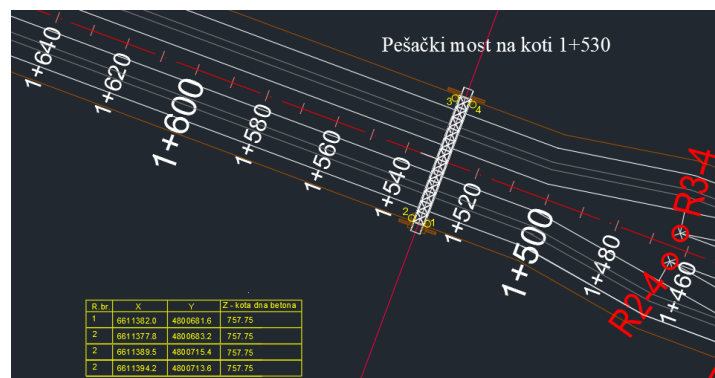 Pešački most na koti 1+530
1+640
1+620
1+600
1+580
1+560
1+540
1+520
1+500
1+480
1+460
3
4
2
1
R3-4
R2-4
R. br. X Y Z - kota dna betona
1 6611382.0 4800681.6 757.75
2 6611377.8 4800683.2 757.75
2 6611389.5 4800715.4 757.75
2 6611394.2 4800713.6 757.75